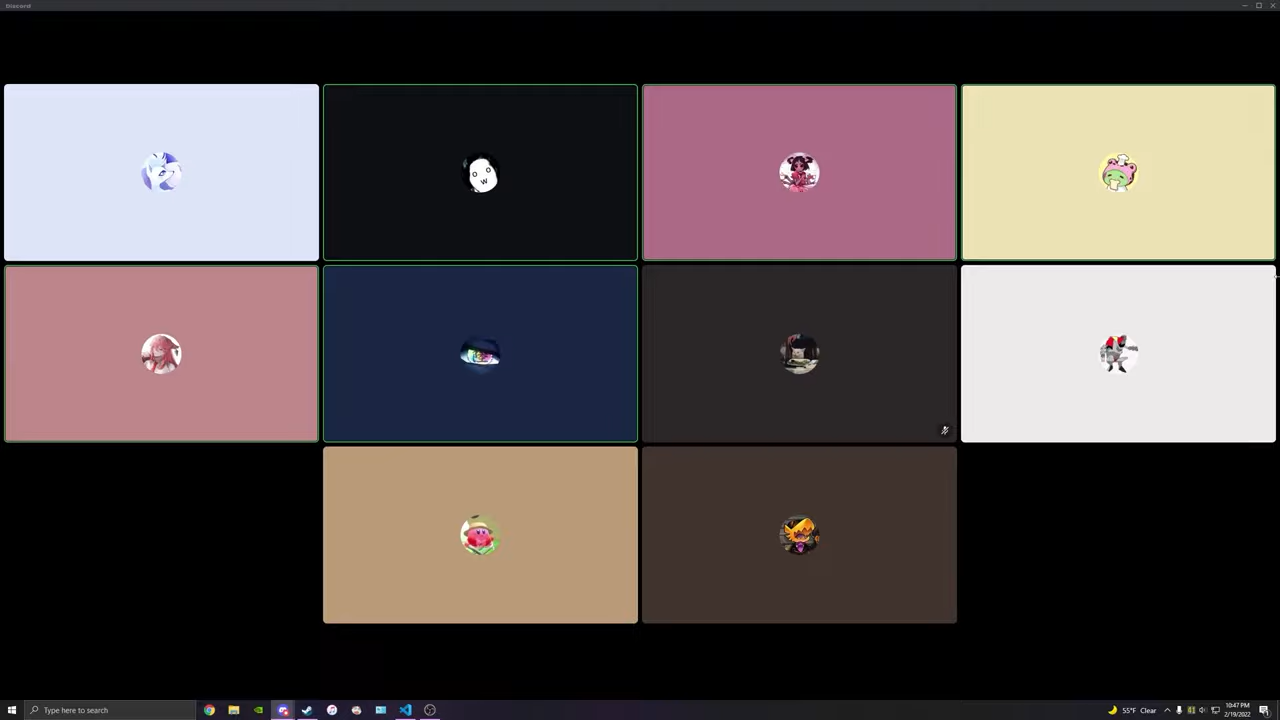 Discord
Type here to search
55°F Clear
10:47 PM
2/19/2022